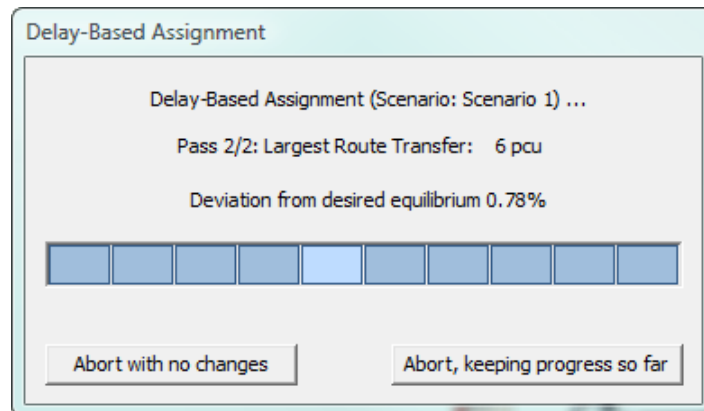 Delay-Based Assignment
Delay-Based Assignment (Scenario: Scenario 1) ...
Pass 2/2: Largest Route Transfer: 6 pcu
Deviation from desired equilibrium 0.78%
Abort with no changes
Abort, keeping progress so far